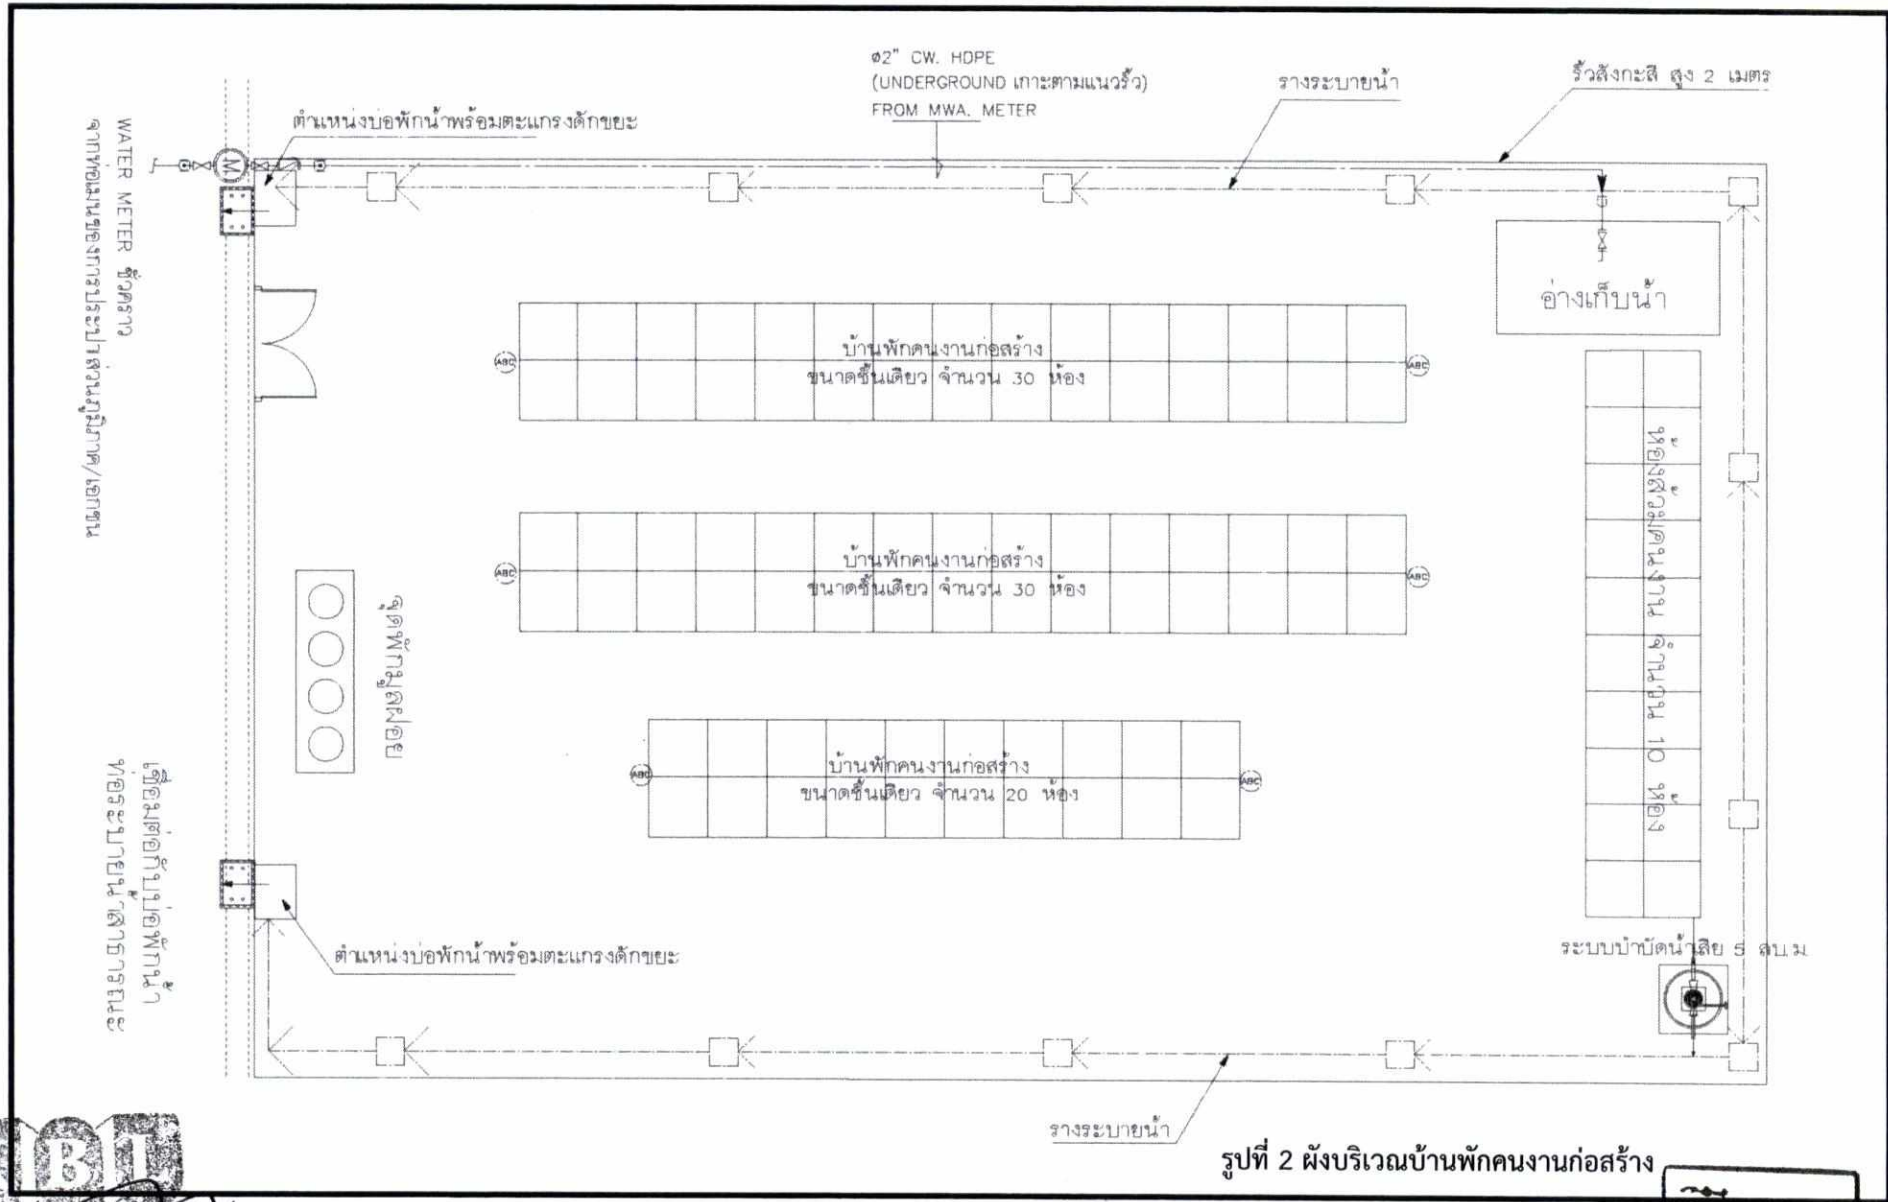 ø2" CW. HDPE
(UNDERGROUND เกาะตามแนวรั้ว)
FROM MWA. METER
รางระบายน้ำ
รั้วสังกะสี สูง 2 เมตร
ตำแหน่งบ่อพักน้ำพร้อมตะแกรงดักขยะ
WATER METER ชั่วคราว
จากท่อเมนของการประปาส่วนภูมิภาค/เอกชน
M
อ่างเก็บน้ำ
บ้านพักคนงานก่อสร้าง
ขนาดชั้นเดียว จำนวน 30 ห้อง
ABC
ABC
บ้านพักคนงานก่อสร้าง
ขนาดชั้นเดียว จำนวน 30 ห้อง
ABC
ABC
ห้องส้วมคนงาน จำนวน 10 ห้อง
จุดพักมูลฝอย
บ้านพักคนงานก่อสร้าง
ขนาดชั้นเดียว จำนวน 20 ห้อง
ABC
ABC
เชื่อมต่อกับบ่อพักน้ำ
ท่อระบายน้ำสาธารณะ
ตำแหน่งบ่อพักน้ำพร้อมตะแกรงดักขยะ
ระบบบำบัดน้ำเสีย 5 ลบ.ม
รางระบายน้ำ
รูปที่ 2 ผังบริเวณบ้านพักคนงานก่อสร้าง